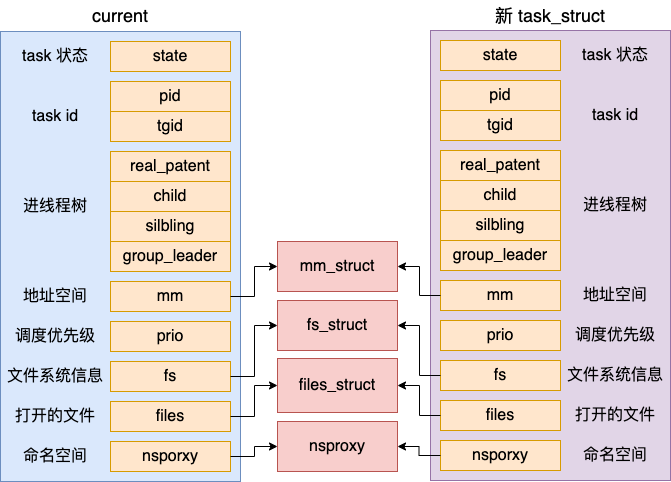 current
新 task_struct
task 状态
state
state
task 状态
task id
pid
tgid
pid
tgid
task id
进线程树
real_patent
child
silbling
group_leader
real_patent
child
silbling
group_leader
进线程树
地址空间
mm
mm_struct
mm
地址空间
调度优先级
prio
fs_struct
prio
调度优先级
文件系统信息
fs
fs
文件系统信息
files_struct
打开的文件
files
files
打开的文件
命名空间
nsporxy
nsproxy
nsporxy
命名空间